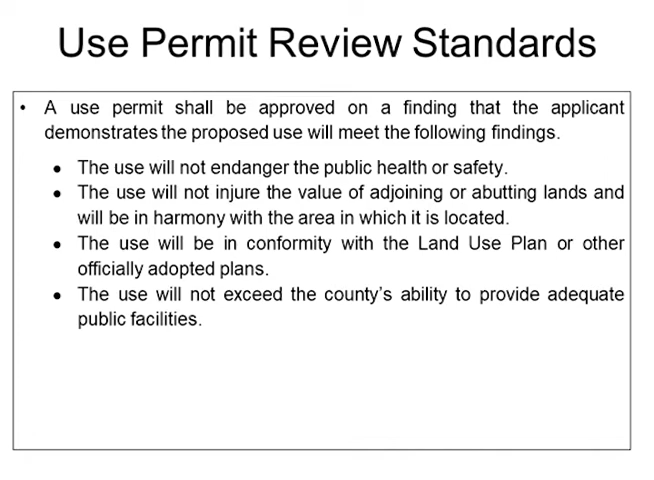 Use Permit Review Standards
• A use permit shall be approved on a finding that the applicant
demonstrates the proposed use will meet the following findings.
• The use will not endanger the public health or safety.
• The use will not injure the value of adjoining or abutting lands and
will be in harmony with the area in which it is located.
• The use will be in conformity with the Land Use Plan or other
officially adopted plans.
• The use will not exceed the county's ability to provide adequate
public facilities.